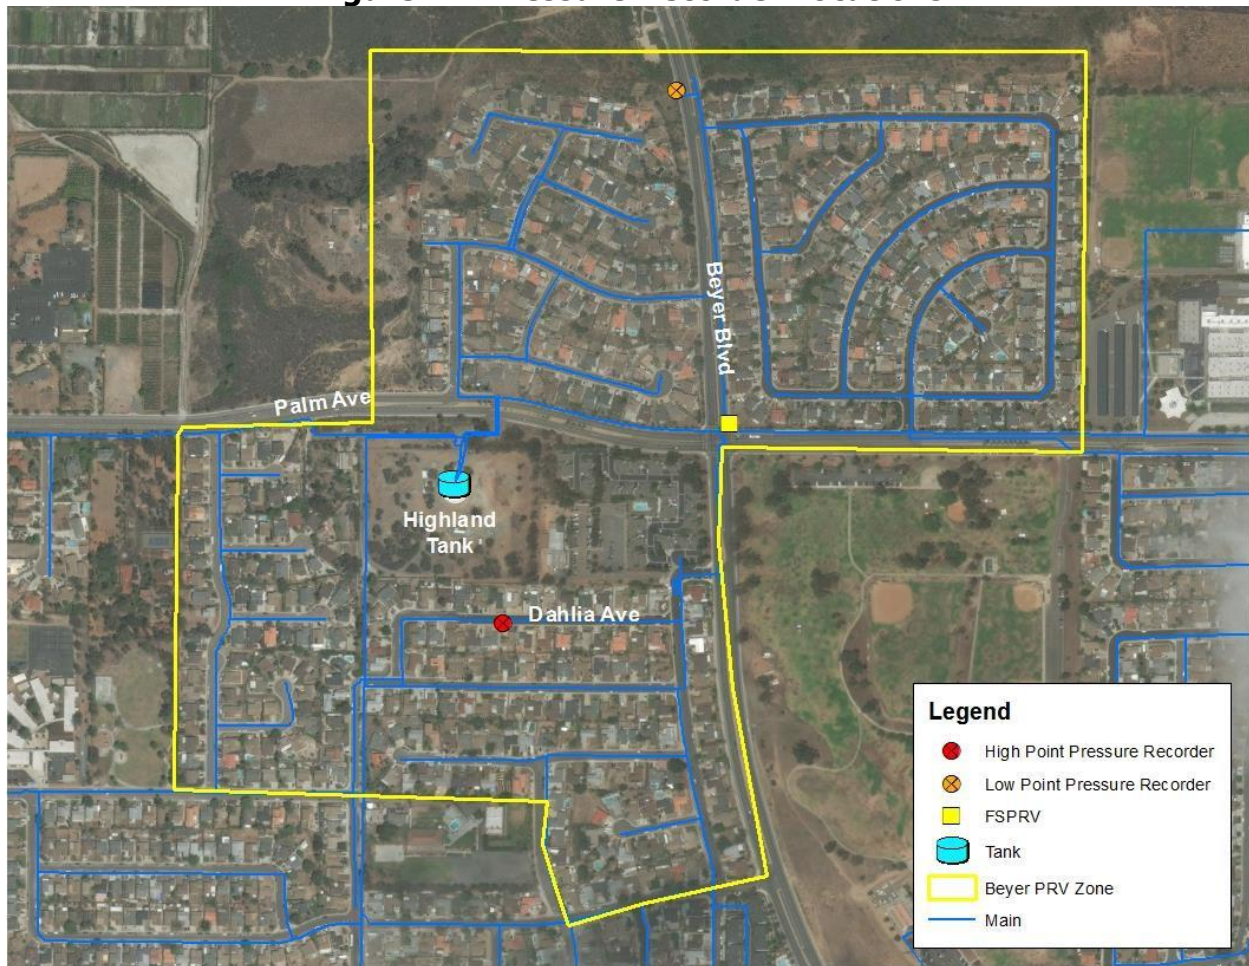 Beyer Blvd
Palm Ave
Highland
Tank
Dahlia Ave
Legend
High Point Pressure Recorder
Low Point Pressure Recorder
FSPRV
Tank
Beyer PRV Zone
Main